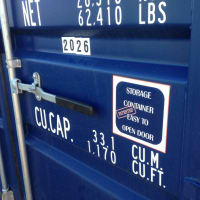 NET
62.410 LBS
2026
STORAGE
CONTAINER
EASY TO
OPEN DOOR
CU.CAP. 33,1 CU.M.
1.170 CU.FT.